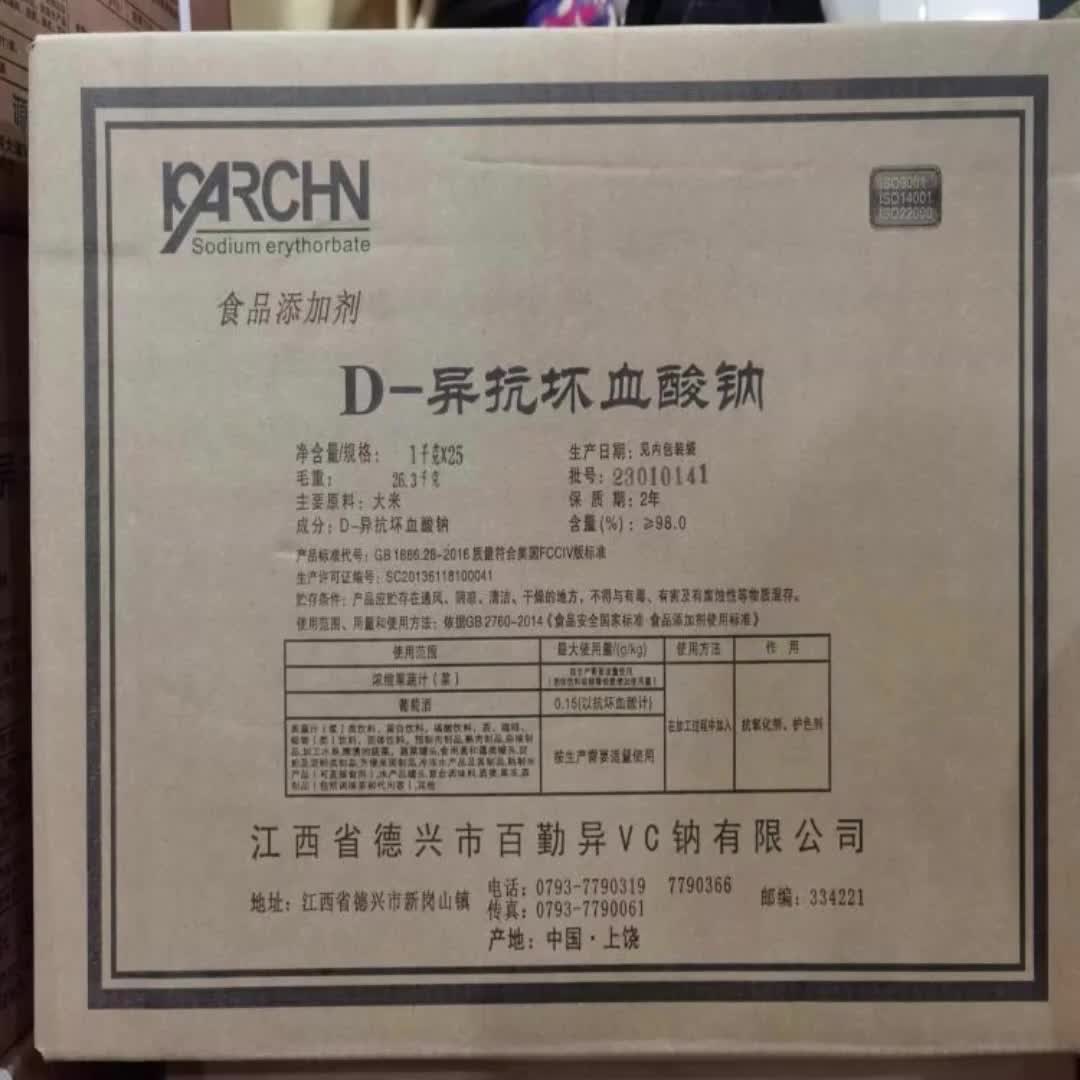 PARCHN
Sodium erythorbate
ISO9001
ISO14001
ISO22000
食品添加剂
D-异抗坏血酸钠
净含量/规格： 1千克X25
生产日期：见内包装袋
毛重： 26.3千克
批号：23010141
主要原料：大米
保 质 期：2年
成分：D-异抗坏血酸钠
含量(%)：≥98.0
产品标准代号：GB 1886.28-2016 质量符合美国FCCIV版标准
生产许可证编号：SC20136118100041
贮存条件：产品应贮存在通风、阴凉、清洁、干燥的地方，不得与有毒、有害及有腐蚀性等物质混存。
使用范围、用量和使用方法：依据GB 2760-2014《食品安全国家标准 食品添加剂使用标准》
使用范围 最大使用量/(g/kg) 使用方法 作 用
浓缩果蔬汁（浆） 按生产需要适量使用
葡萄酒 0.15(以抗坏血酸计)
按生产需要适量使用
在加工过程中加入 抗氧化剂、护色剂
江西省德兴市百勤异VC钠有限公司
地址：江西省德兴市新岗山镇
电话：0793-7790319 7790366
传真：0793-7790061
邮编：334221
产地：中国·上饶